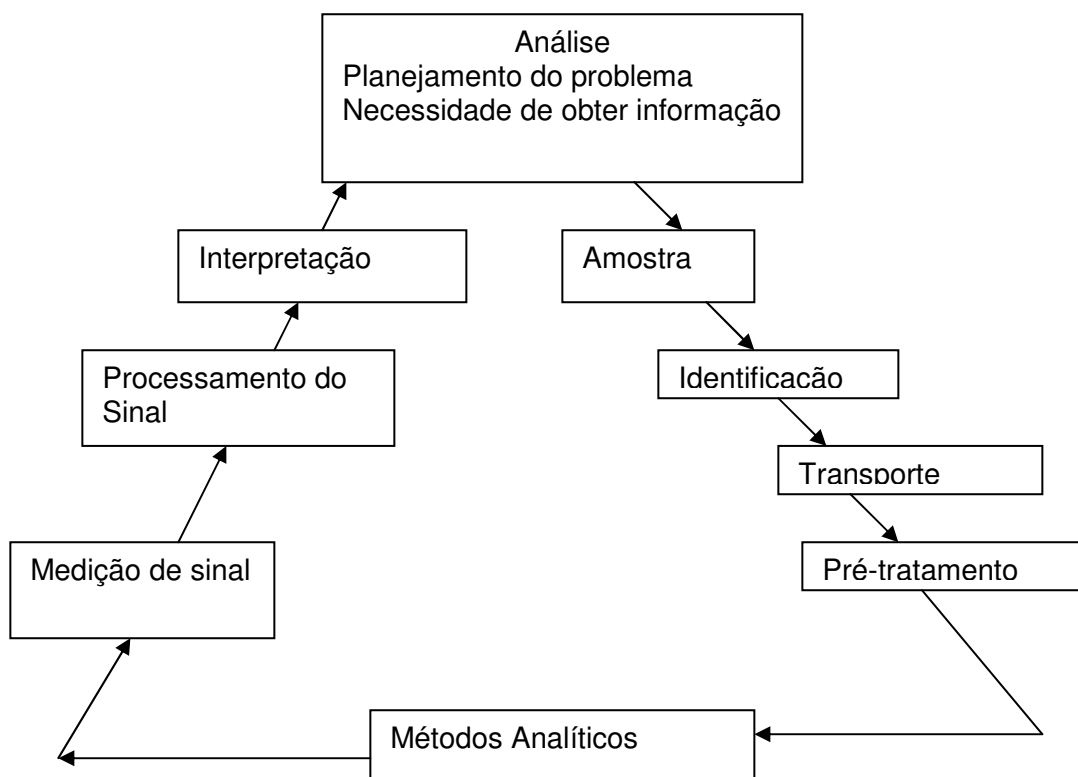 Análise
Planejamento do problema
Necessidade de obter informação
Interpretação
Amostra
Processamento do
Sinal
Identificação
Transporte
Medição de sinal
Pré-tratamento
Métodos Analíticos